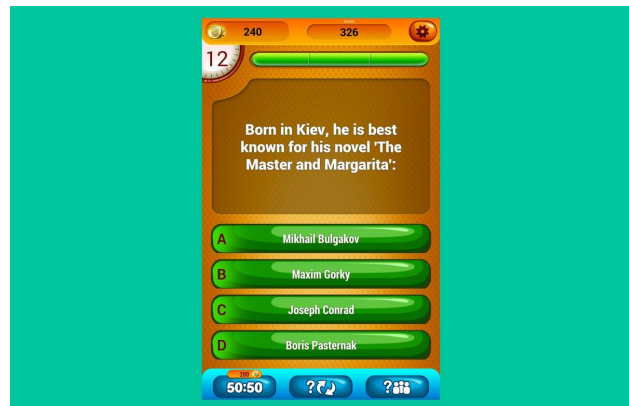 240
326
12
Born in Kiev, he is best
known for his novel 'The
Master and Margarita':
A Mikhail Bulgakov
B Maxim Gorky
C Joseph Conrad
D Boris Pasternak
200
50:50 ? ?